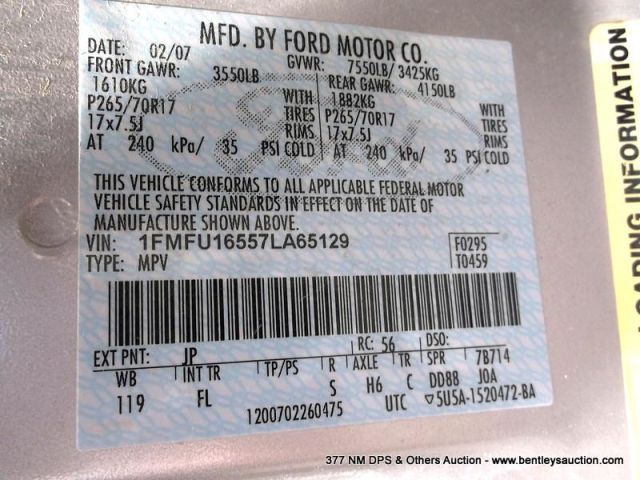 MFD. BY FORD MOTOR CO.
DATE: 02/07 GVWR: 7550LB/ 3425KG
FRONT GAWR: 3550LB REAR GAWR: 4150LB
1610KG WITH 1882KG WITH
P265/70R17 TIRES P265/70R17 TIRES
17x7.5J RIMS 17x7.5J RIMS
AT 240 kPa/ 35 PSI COLD AT 240 kPa/ 35 PSI COLD
Ford
THIS VEHICLE CONFORMS TO ALL APPLICABLE FEDERAL MOTOR
VEHICLE SAFETY STANDARDS IN EFFECT ON THE DATE OF
MANUFACTURE SHOWN ABOVE.
VIN: 1FMFU16557LA65129 F0295
TYPE: MPV T0459
EXT PNT: JP RC: 56 DSO:
WB INT TR TP/PS R AXLE TR SPR 7B714
119 FL S H6 C DD88 JOA
1200702260475 UTC ▽5U5A-1520472-BA
LOADING INFORMATION
377 NM DPS & Others Auction - www.bentleysauction.com